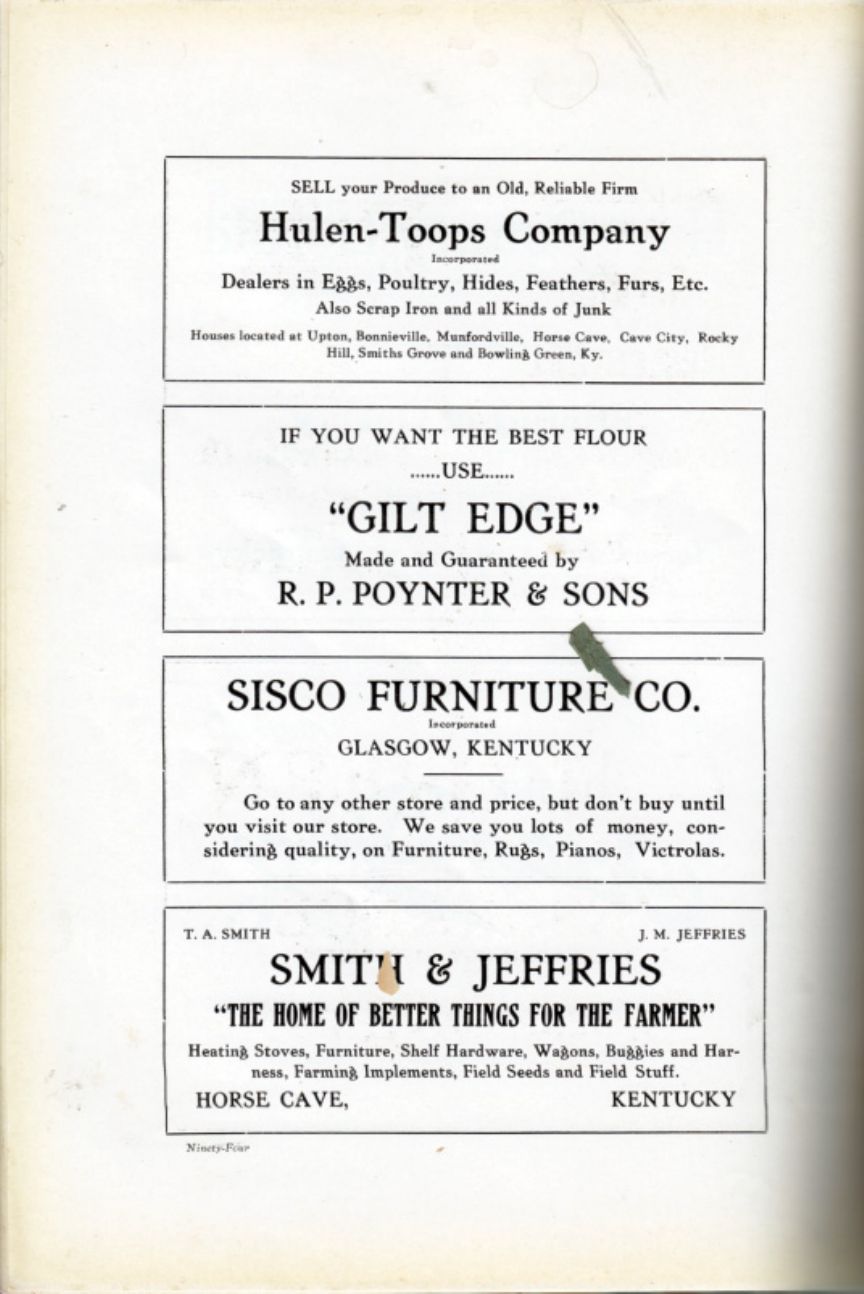 SELL your Produce to an Old, Reliable Firm
Hulen-Toops Company
Incorporated
Dealers in Eggs, Poultry, Hides, Feathers, Furs, Etc.
Also Scrap Iron and all Kinds of Junk
Houses located at Upton, Bonnieville, Munfordville, Horse Cave, Cave City, Rocky
Hill, Smiths Grove and Bowling Green, Ky.
IF YOU WANT THE BEST FLOUR
......USE......
"GILT EDGE"
Made and Guaranteed by
R. P. POYNTER & SONS
SISCO FURNITURE CO.
Incorporated
GLASGOW, KENTUCKY
Go to any other store and price, but don't buy until
you visit our store. We save you lots of money, con-
sidering quality, on Furniture, Rugs, Pianos, Victrolas.
T. A. SMITH J. M. JEFFRIES
SMITH & JEFFRIES
"THE HOME OF BETTER THINGS FOR THE FARMER"
Heating Stoves, Furniture, Shelf Hardware, Wagons, Buggies and Har-
ness, Farming Implements, Field Seeds and Field Stuff.
HORSE CAVE, KENTUCKY
Ninety-Four